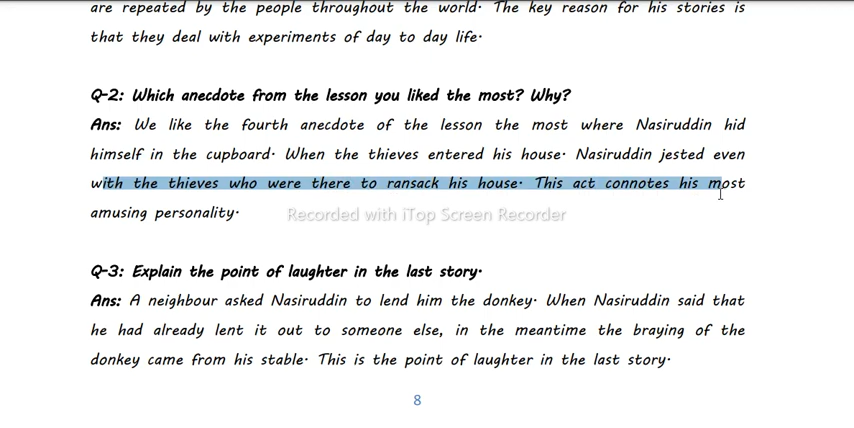 are repeated by the people throughout the world. The key reason for his stories is
that they deal with experiments of day to day life.
Q-2: Which anecdote from the lesson you liked the most? Why?
Ans: We like the fourth anecdote of the lesson the most where Nasiruddin hid
himself in the cupboard. When the thieves entered his house. Nasiruddin jested even
with the thieves who were there to ransack his house. This act connotes his most
amusing personality.
Recorded with iTop Screen Recorder
Q-3: Explain the point of laughter in the last story.
Ans: A neighbour asked Nasiruddin to lend him the donkey. When Nasiruddin said that
he had already lent it out to someone else, in the meantime the braying of the
donkey came from his stable. This is the point of laughter in the last story.
8